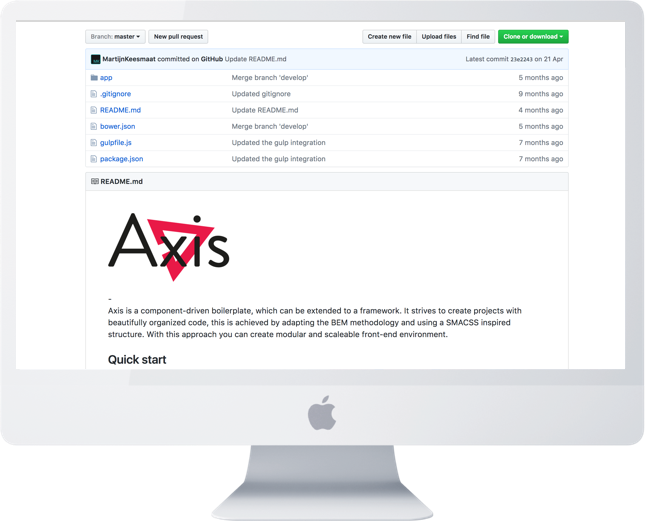 Branch: master
New pull request
Create new file
Upload files
Find file
Clone or download
MartijnKeesmaat committed on GitHub Update README.md
Latest commit 23e2243 on 21 Apr
app
Merge branch 'develop'
5 months ago
.gitignore
Updated gitignore
9 months ago
README.md
Update README.md
4 months ago
bower.json
Merge branch 'develop'
5 months ago
gulpfile.js
Updated the gulp integration
7 months ago
package.json
Updated the gulp integration
7 months ago
README.md
Axis
-
Axis is a component-driven boilerplate, which can be extended to a framework. It strives to create projects with
beautifully organized code, this is achieved by adapting the BEM methodology and using a SMACSS inspired
structure. With this approach you can create modular and scaleable front-end environment.
Quick start